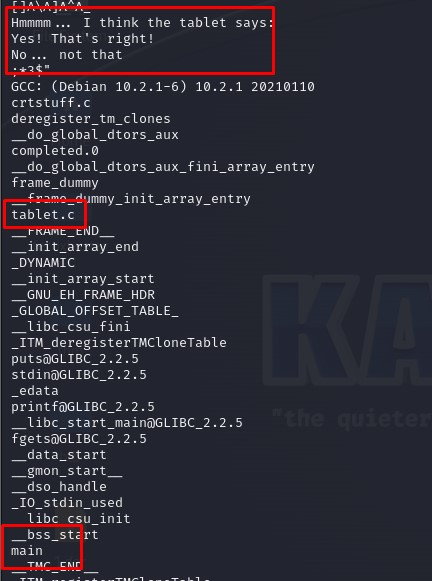 []A\A]A^A_
Hmmmm... I think the tablet says:
Yes! That's right!
No... not that
;*3$"
GCC: (Debian 10.2.1-6) 10.2.1 20210110
crtstuff.c
deregister_tm_clones
__do_global_dtors_aux
completed.0
__do_global_dtors_aux_fini_array_entry
frame_dummy
__frame_dummy_init_array_entry
tablet.c
__FRAME_END__
__init_array_end
_DYNAMIC
__init_array_start
__GNU_EH_FRAME_HDR
_GLOBAL_OFFSET_TABLE_
__libc_csu_fini
_ITM_deregisterTMCloneTable
puts@GLIBC_2.2.5
stdin@GLIBC_2.2.5
_edata
printf@GLIBC_2.2.5
__libc_start_main@GLIBC_2.2.5
fgets@GLIBC_2.2.5
__data_start
__gmon_start__
__dso_handle
_IO_stdin_used
__libc_csu_init
__bss_start
main
__TMC_END__
_ITM_registerTMCloneTable
KA
"the quieter